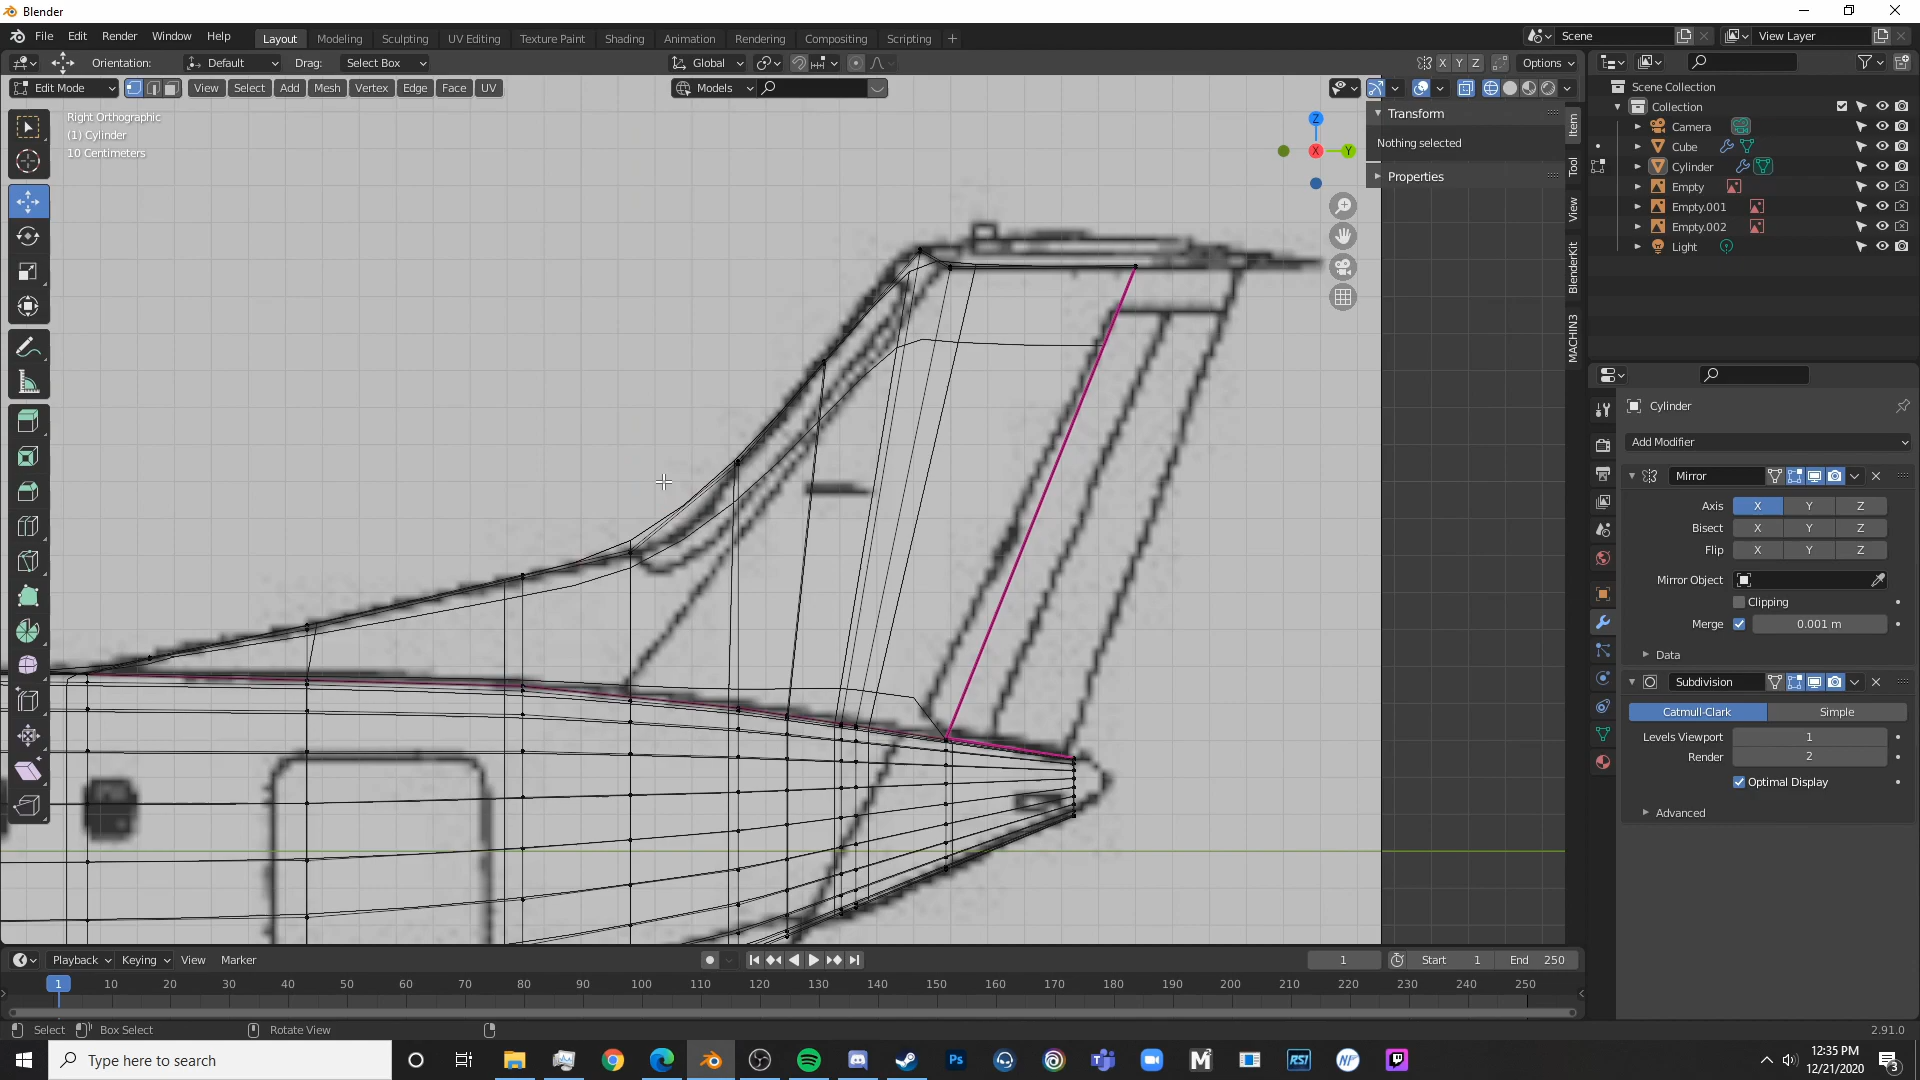 Blender
File Edit Render Window Help
Layout Modeling Sculpting UV Editing Texture Paint Shading Animation Rendering Compositing Scripting
Scene
View Layer
Orientation: Default Drag: Select Box
Global
X Y Z
Options
Edit Mode View Select Add Mesh Vertex Edge Face UV
Models
Right Orthographic
(1) Cylinder
10 Centimeters
Z
X
Y
Transform
Nothing selected
Properties
Item
Tool
View
BlenderKit
MACHIN3
Scene Collection
Collection
Camera
Cube
Cylinder
Empty
Empty.001
Empty.002
Light
Cylinder
Add Modifier
Mirror
Axis X Y Z
Bisect X Y Z
Flip X Y Z
Mirror Object
Clipping
Merge 0.001 m
Data
Subdivision
Catmull-Clark Simple
Levels Viewport 1
Render 2
Optimal Display
Advanced
Playback Keying View Marker
1 Start 1 End 250
1 10 20 30 40 50 60 70 80 90 100 110 120 130 140 150 160 170 180 190 200 210 220 230 240 250
Select Box Select Rotate View
2.91.0
Type here to search
Ps
M
RSI
NF
12:35 PM
12/21/2020
3